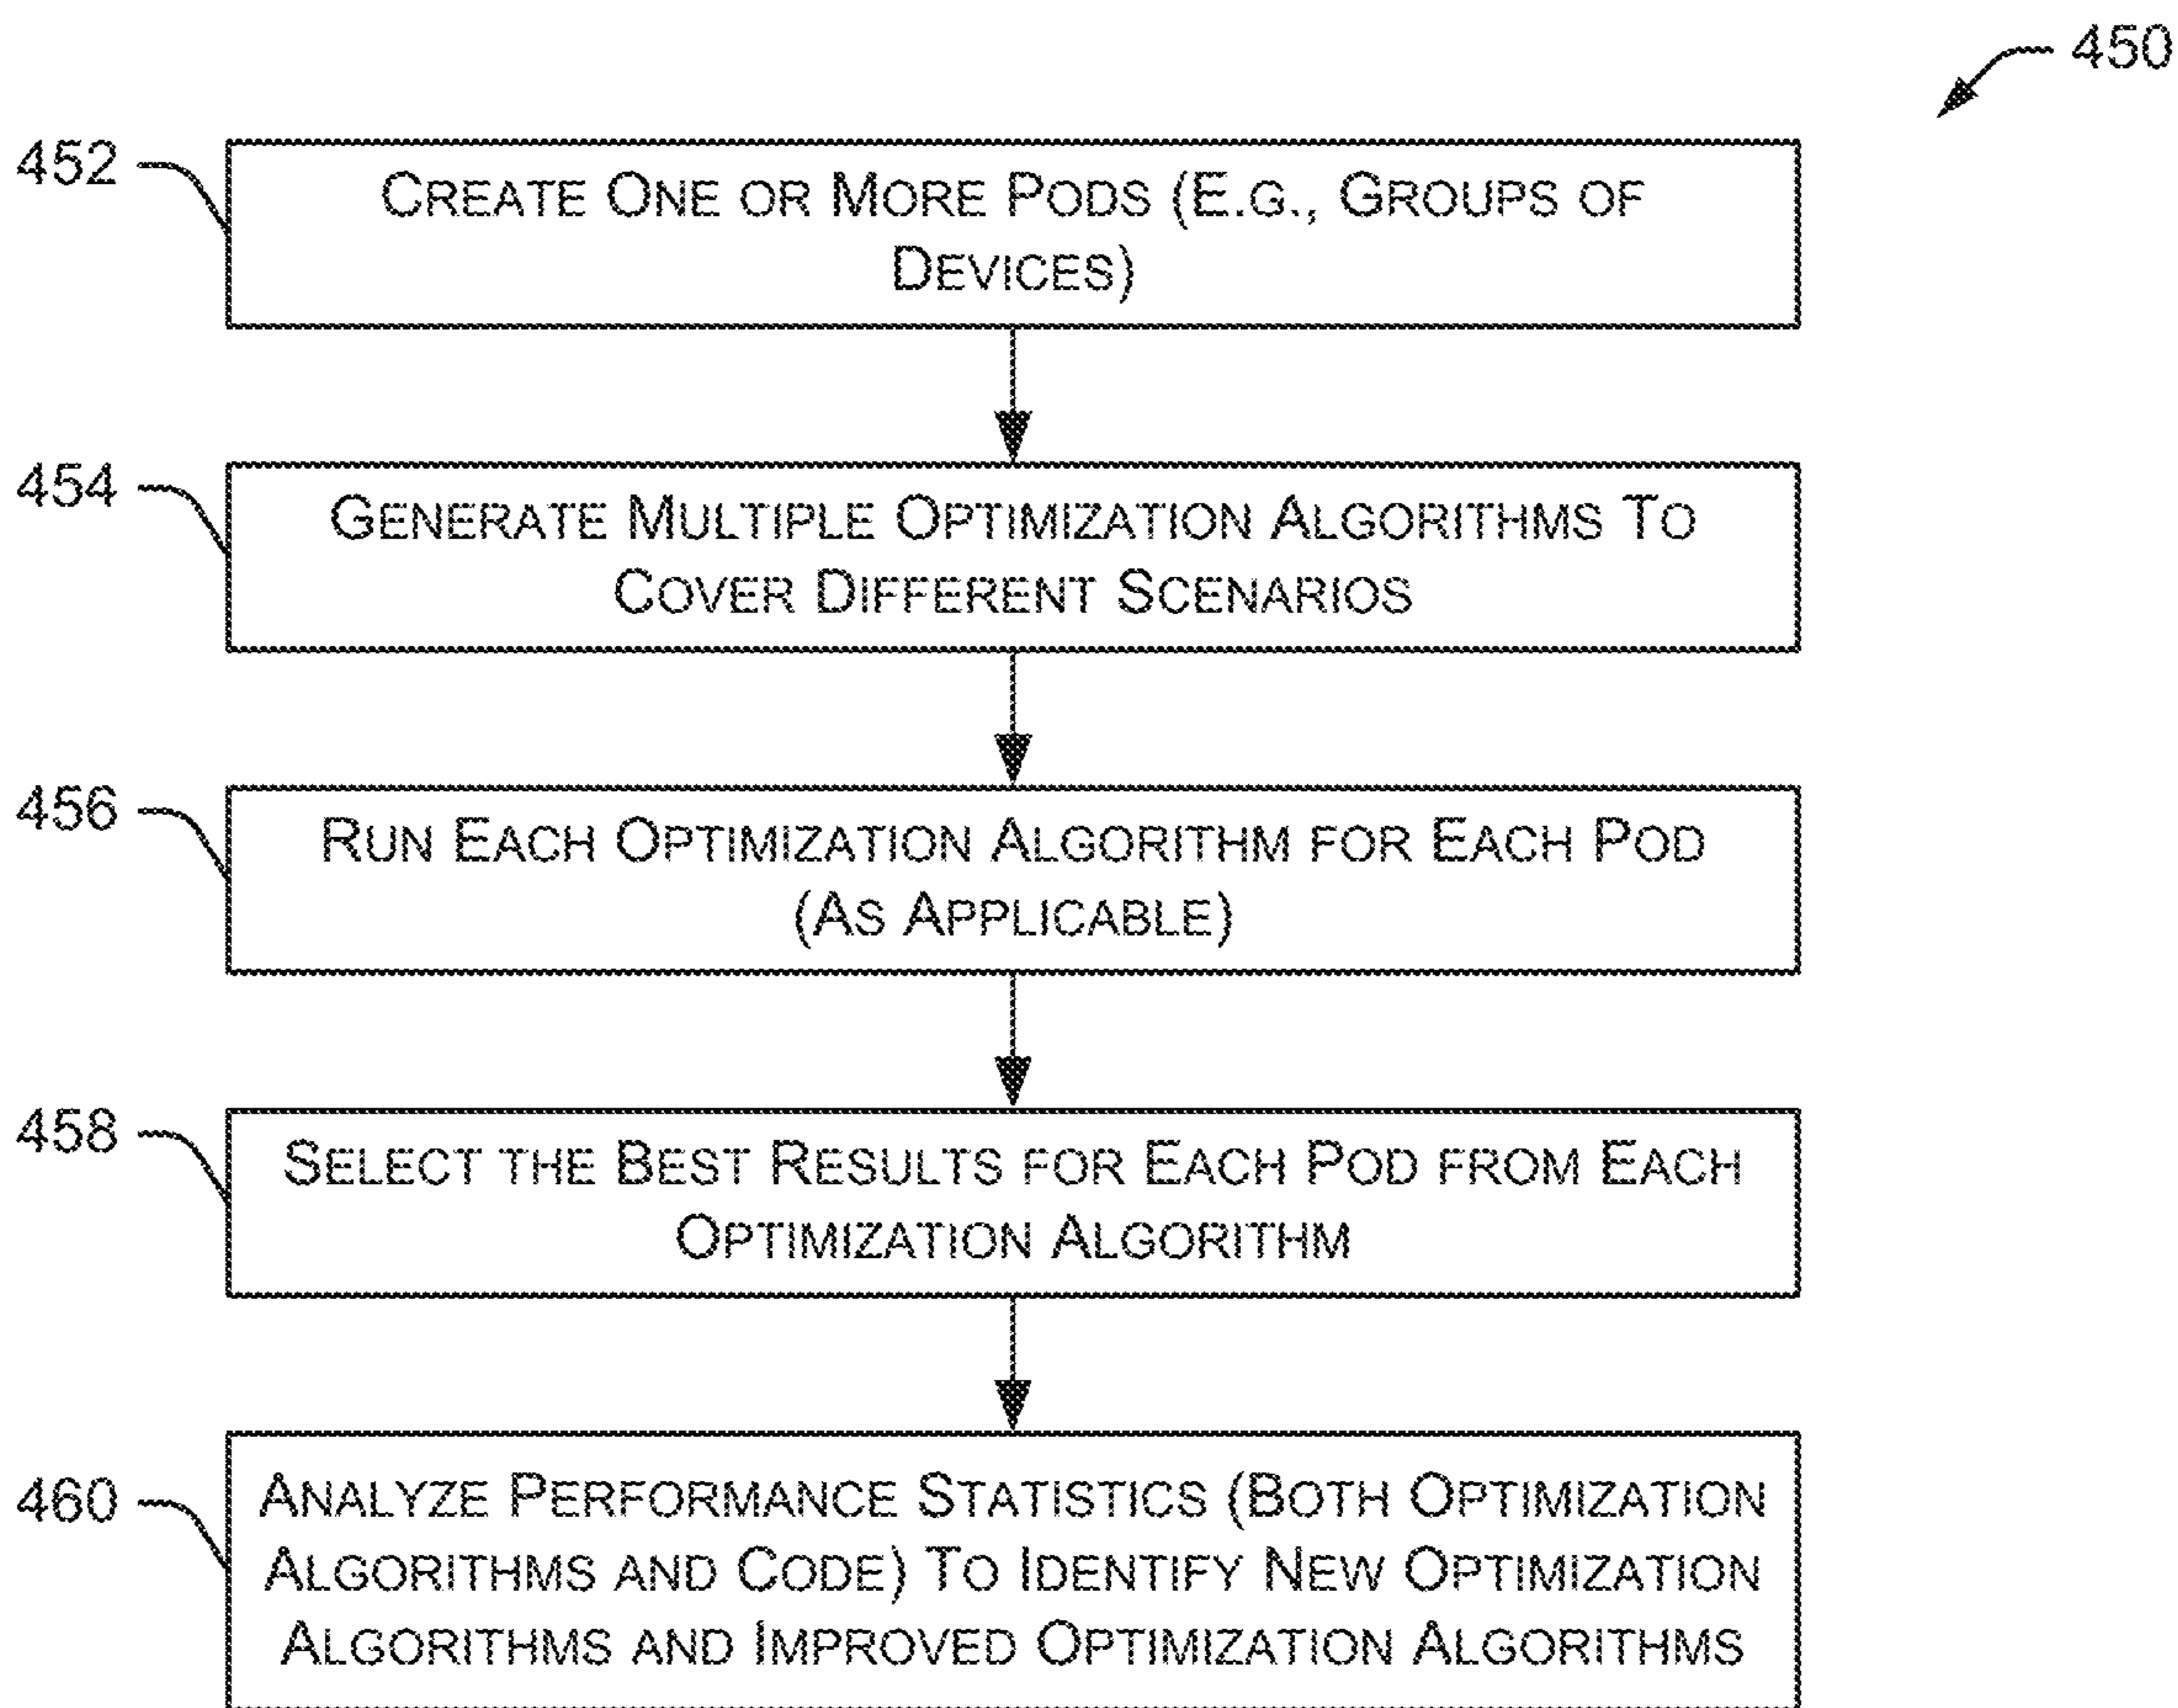 450
452
CREATE ONE OR MORE PODS (E.G., GROUPS OF
DEVICES)
454
GENERATE MULTIPLE OPTIMIZATION ALGORITHMS TO
COVER DIFFERENT SCENARIOS
456
RUN EACH OPTIMIZATION ALGORITHM FOR EACH POD
(AS APPLICABLE)
458
SELECT THE BEST RESULTS FOR EACH POD FROM EACH
OPTIMIZATION ALGORITHM
460
ANALYZE PERFORMANCE STATISTICS (BOTH OPTIMIZATION
ALGORITHMS AND CODE) TO IDENTIFY NEW OPTIMIZATION
ALGORITHMS AND IMPROVED OPTIMIZATION ALGORITHMS